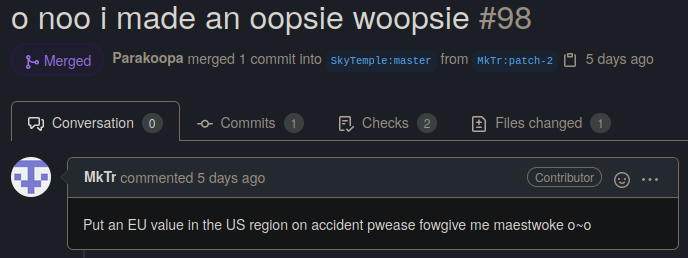 o noo i made an oopsie woopsie #98
Merged Parakoopa merged 1 commit into SkyTemple:master from MkTr:patch-2 5 days ago
Conversation 0 Commits 1 Checks 2 Files changed 1
MkTr commented 5 days ago Contributor
Put an EU value in the US region on accident pwease fowgive me maestwoke o~o